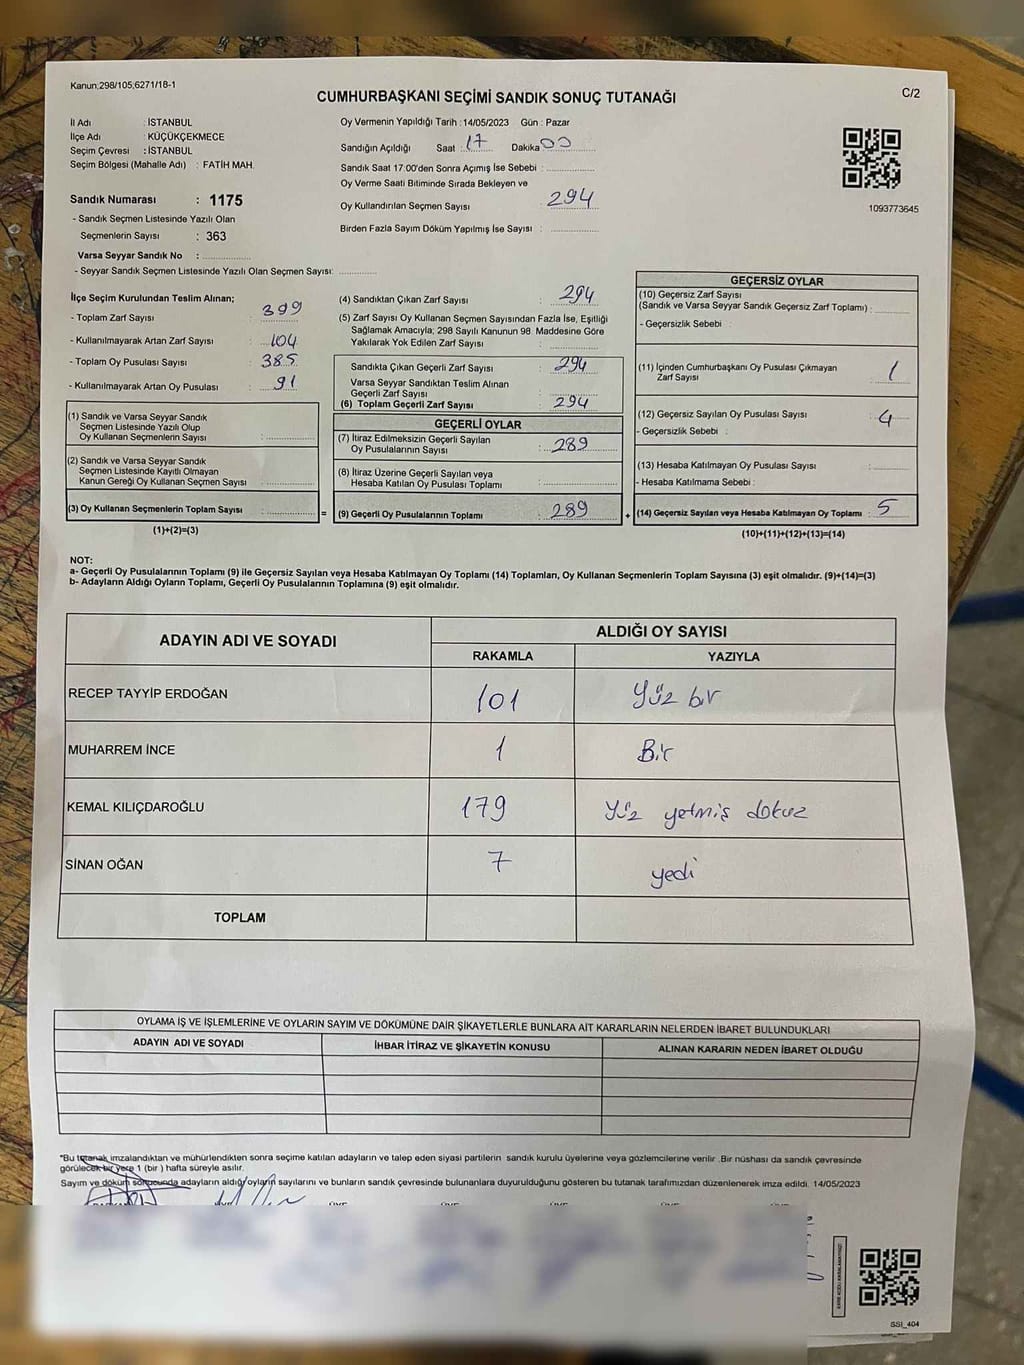 Kanun;298/105;6271/18-1
C/2
CUMHURBAŞKANI SEÇİMİ SANDIK SONUÇ TUTANAĞI
İl Adı : İSTANBUL
İlçe Adı : KÜÇÜKÇEKMECE
Seçim Çevresi : İSTANBUL
Seçim Bölgesi (Mahalle Adı) : FATİH MAH.
Sandık Numarası : 1175
- Sandık Seçmen Listesinde Yazılı Olan
Seçmenlerin Sayısı : 363
Varsa Seyyar Sandık No :
- Seyyar Sandık Seçmen Listesinde Yazılı Olan Seçmen Sayısı:
Oy Vermenin Yapıldığı Tarih : 14/05/2023 Gün : Pazar
Sandığın Açıldığı Saat : 17 Dakika 00
Sandık Saat 17:00'den Sonra Açımış İse Sebebi :
Oy Verme Saati Bitiminde Sırada Bekleyen ve
Oy Kullandırılan Seçmen Sayısı : 294
Birden Fazla Sayım Döküm Yapılmış İse Sayısı :
1093773645
İlçe Seçim Kurulundan Teslim Alınan;
- Toplam Zarf Sayısı : 399
- Kullanılmayarak Artan Zarf Sayısı : 104
- Toplam Oy Pusulası Sayısı : 385
- Kullanılmayarak Artan Oy Pusulası : 91
(1) Sandık ve Varsa Seyyar Sandık
Seçmen Listesinde Yazılı Olup
Oy Kullanan Seçmenlerin Sayısı :
(2) Sandık ve Varsa Seyyar Sandık
Seçmen Listesinde Kayıtlı Olmayan
Kanun Gereği Oy Kullanan Seçmen Sayısı :
(3) Oy Kullanan Seçmenlerin Toplam Sayısı : =
(1)+(2)=(3)
(4) Sandıktan Çıkan Zarf Sayısı : 294
(5) Zarf Sayısı Oy Kullanan Seçmen Sayısından Fazla İse, Eşitliği
Sağlamak Amacıyla; 298 Sayılı Kanunun 98. Maddesine Göre
Yakılarak Yok Edilen Zarf Sayısı :
Sandıkta Çıkan Geçerli Zarf Sayısı : 294
Varsa Seyyar Sandıktan Teslim Alınan
Geçerli Zarf Sayısı :
(6) Toplam Geçerli Zarf Sayısı : 294
GEÇERLİ OYLAR
(7) İtiraz Edilmeksizin Geçerli Sayılan
Oy Pusulalarının Sayısı : 289
(8) İtiraz Üzerine Geçerli Sayılan veya
Hesaba Katılan Oy Pusulası Toplamı :
(9) Geçerli Oy Pusulalarının Toplamı : 289 +
GEÇERSİZ OYLAR
(10) Geçersiz Zarf Sayısı
(Sandık ve Varsa Seyyar Sandık Geçersiz Zarf Toplamı) :
- Geçersizlik Sebebi :
(11) İçinden Cumhurbaşkanı Oy Pusulası Çıkmayan
Zarf Sayısı : 1
(12) Geçersiz Sayılan Oy Pusulası Sayısı : 4
- Geçersizlik Sebebi :
(13) Hesaba Katılmayan Oy Pusulası Sayısı :
- Hesaba Katılmama Sebebi :
(14) Geçersiz Sayılan veya Hesaba Katılmayan Oy Toplamı : 5
(10)+(11)+(12)+(13)=(14)
NOT:
a- Geçerli Oy Pusulalarının Toplamı (9) ile Geçersiz Sayılan veya Hesaba Katılmayan Oy Toplamı (14) Toplamları, Oy Kullanan Seçmenlerin Toplam Sayısına (3) eşit olmalıdır. (9)+(14)=(3)
b- Adayların Aldığı Oyların Toplamı, Geçerli Oy Pusulalarının Toplamına (9) eşit olmalıdır.
ADAYIN ADI VE SOYADI
ALDIĞI OY SAYISI
RAKAMLA YAZIYLA
RECEP TAYYİP ERDOĞAN 101 Yüz bir
MUHARREM İNCE 1 Bir
KEMAL KILIÇDAROĞLU 179 Yüz yetmiş dokuz
SİNAN OĞAN 7 yedi
TOPLAM
OYLAMA İŞ VE İŞLEMLERİNE VE OYLARIN SAYIM VE DÖKÜMÜNE DAİR ŞİKAYETLERLE BUNLARA AİT KARARLARIN NELERDEN İBARET BULUNDUKLARI
ADAYIN ADI VE SOYADI İHBAR İTİRAZ VE ŞİKAYETİN KONUSU ALINAN KARARIN NEDEN İBARET OLDUĞU
*Bu tutanak imzalandıktan ve mühürlendikten sonra seçime katılan adayların ve talep eden siyasi partilerin sandık kurulu üyelerine veya gözlemcilerine verilir .Bir nüshası da sandık çevresinde
görülecek bir yere 1 (bir ) hafta süreyle asılır.
Sayım ve döküm sonucunda adayların aldığı oyların sayılarını ve bunların sandık çevresinde bulunanlara duyurulduğunu gösteren bu tutanak tarafımızdan düzenlenerek imza edildi. 14/05/2023
SSİ_404